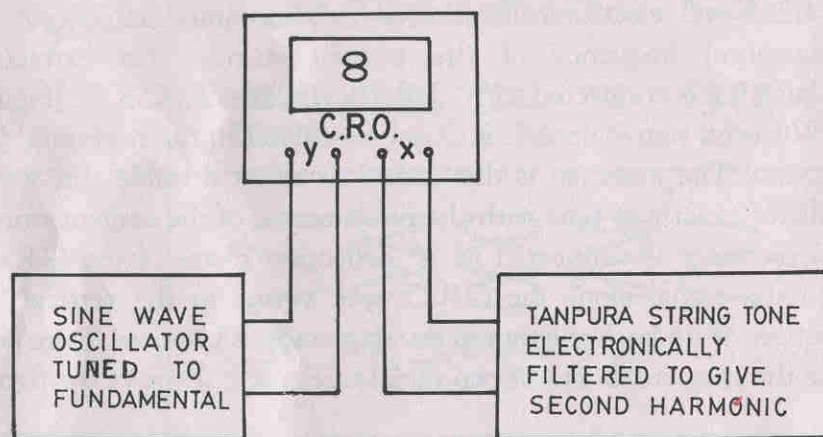 8
C.R.O.
y x
SINE WAVE
OSCILLATOR
TUNED TO
FUNDAMENTAL
TANPURA STRING TONE
ELECTRONICALLY
FILTERED TO GIVE
SECOND HARMONIC